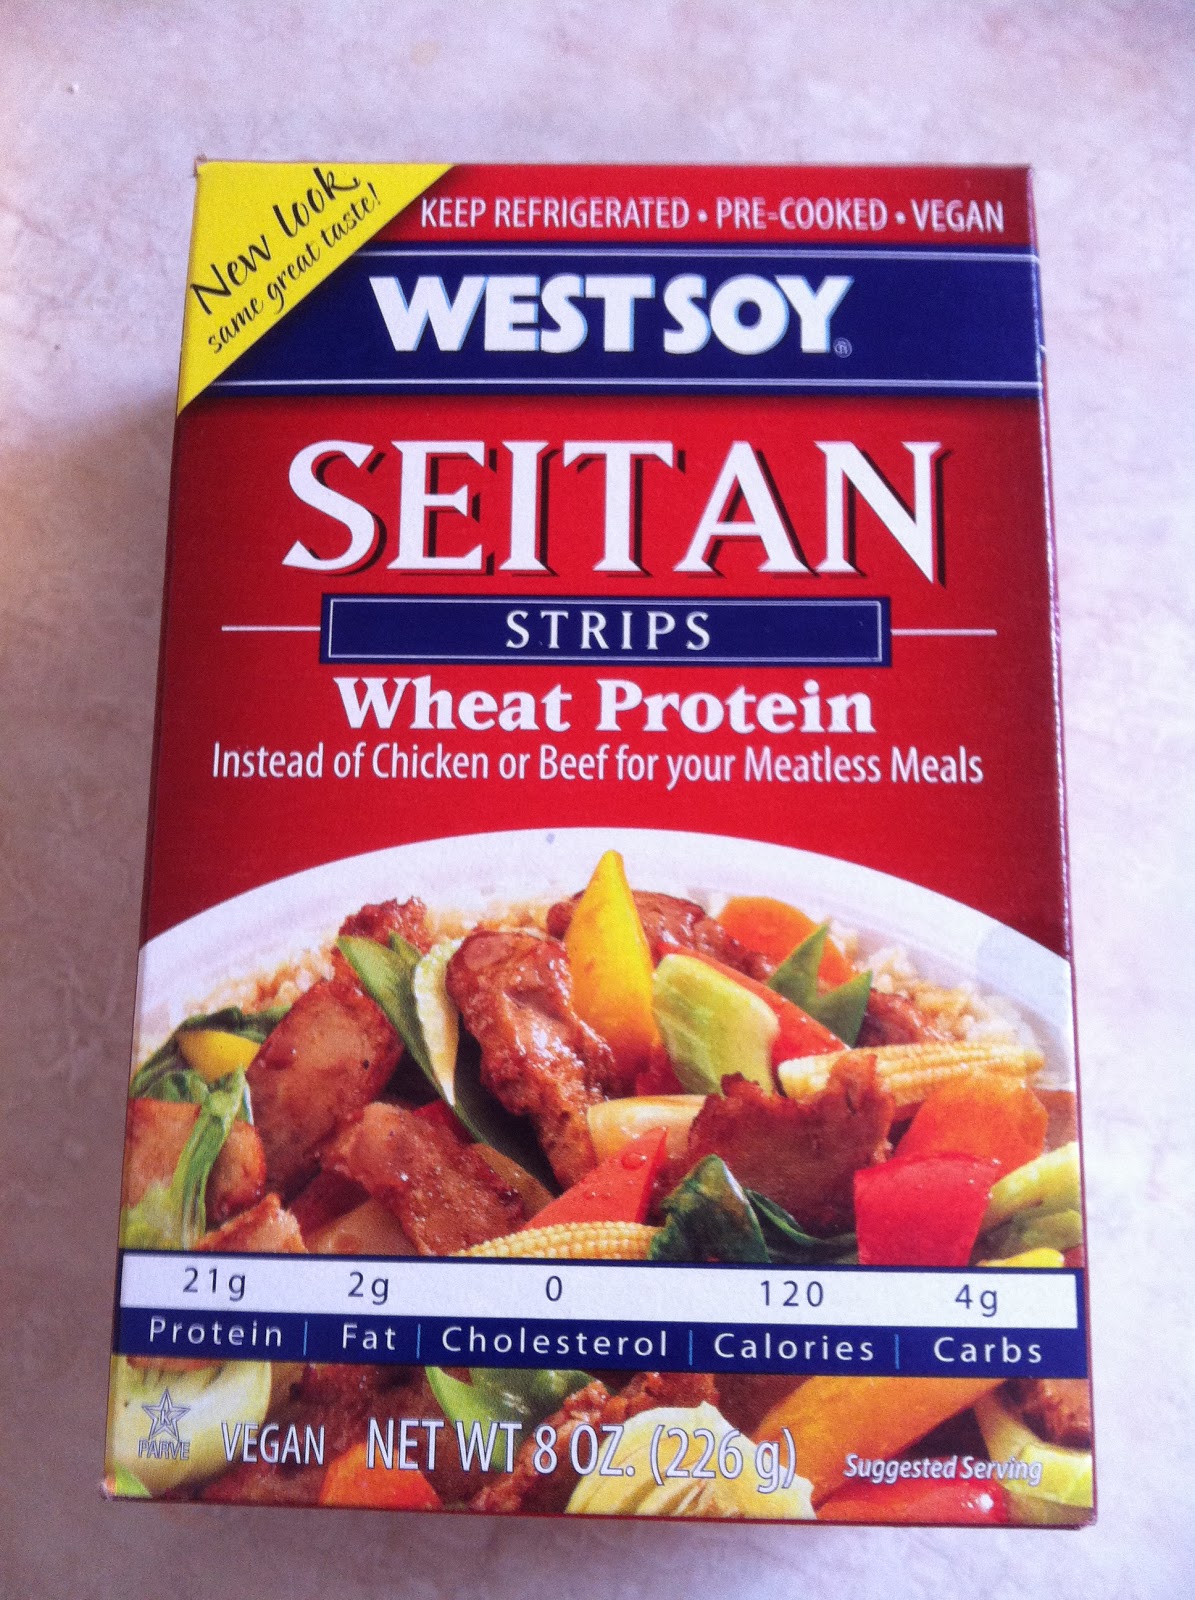 New look,
same great taste!
KEEP REFRIGERATED • PRE-COOKED • VEGAN
WESTSOY®
SEITAN
STRIPS
Wheat Protein
Instead of Chicken or Beef for your Meatless Meals
21g 2g 0 120 4g
Protein | Fat | Cholesterol | Calories | Carbs
K
PARVE
VEGAN NET WT 8 OZ. (226 g)
Suggested Serving